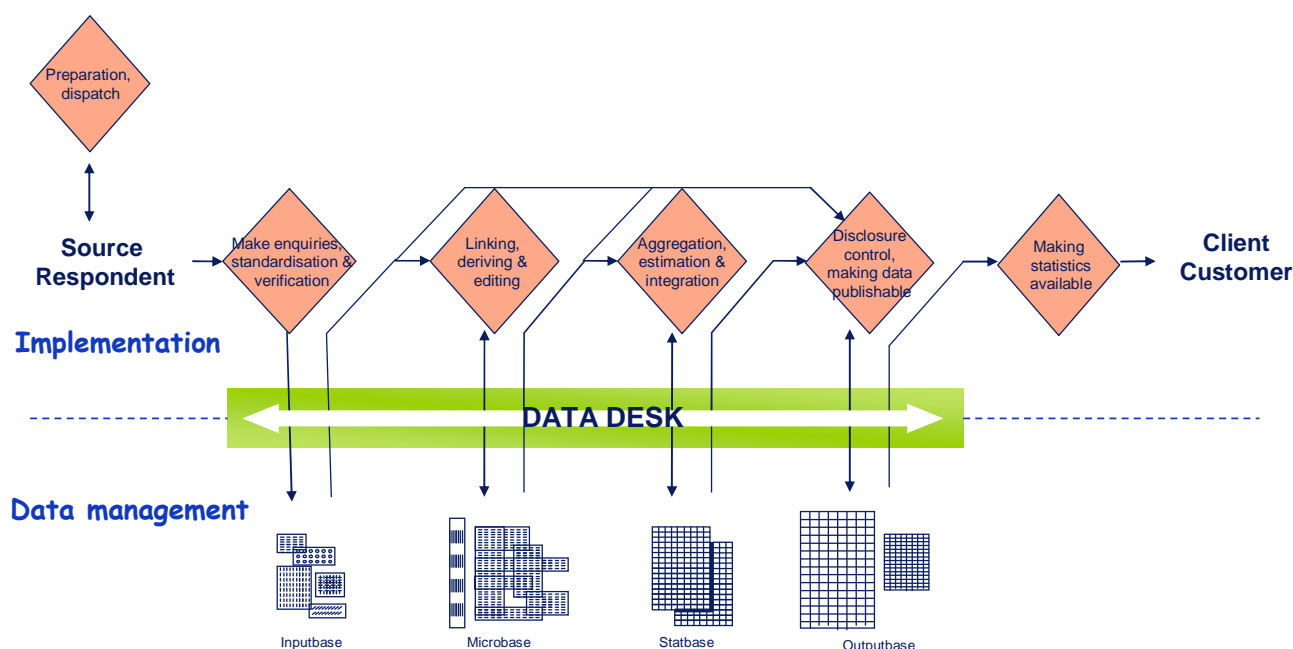 Preparation,
dispatch
Source
Respondent
Make enquiries,
standardisation &
verification
Linking,
deriving &
editing
Aggregation,
estimation &
integration
Disclosure
control,
making data
publishable
Making
statistics
available
Client
Customer
Implementation
DATA DESK
Data management
Inputbase
Microbase
Statbase
Outputbase